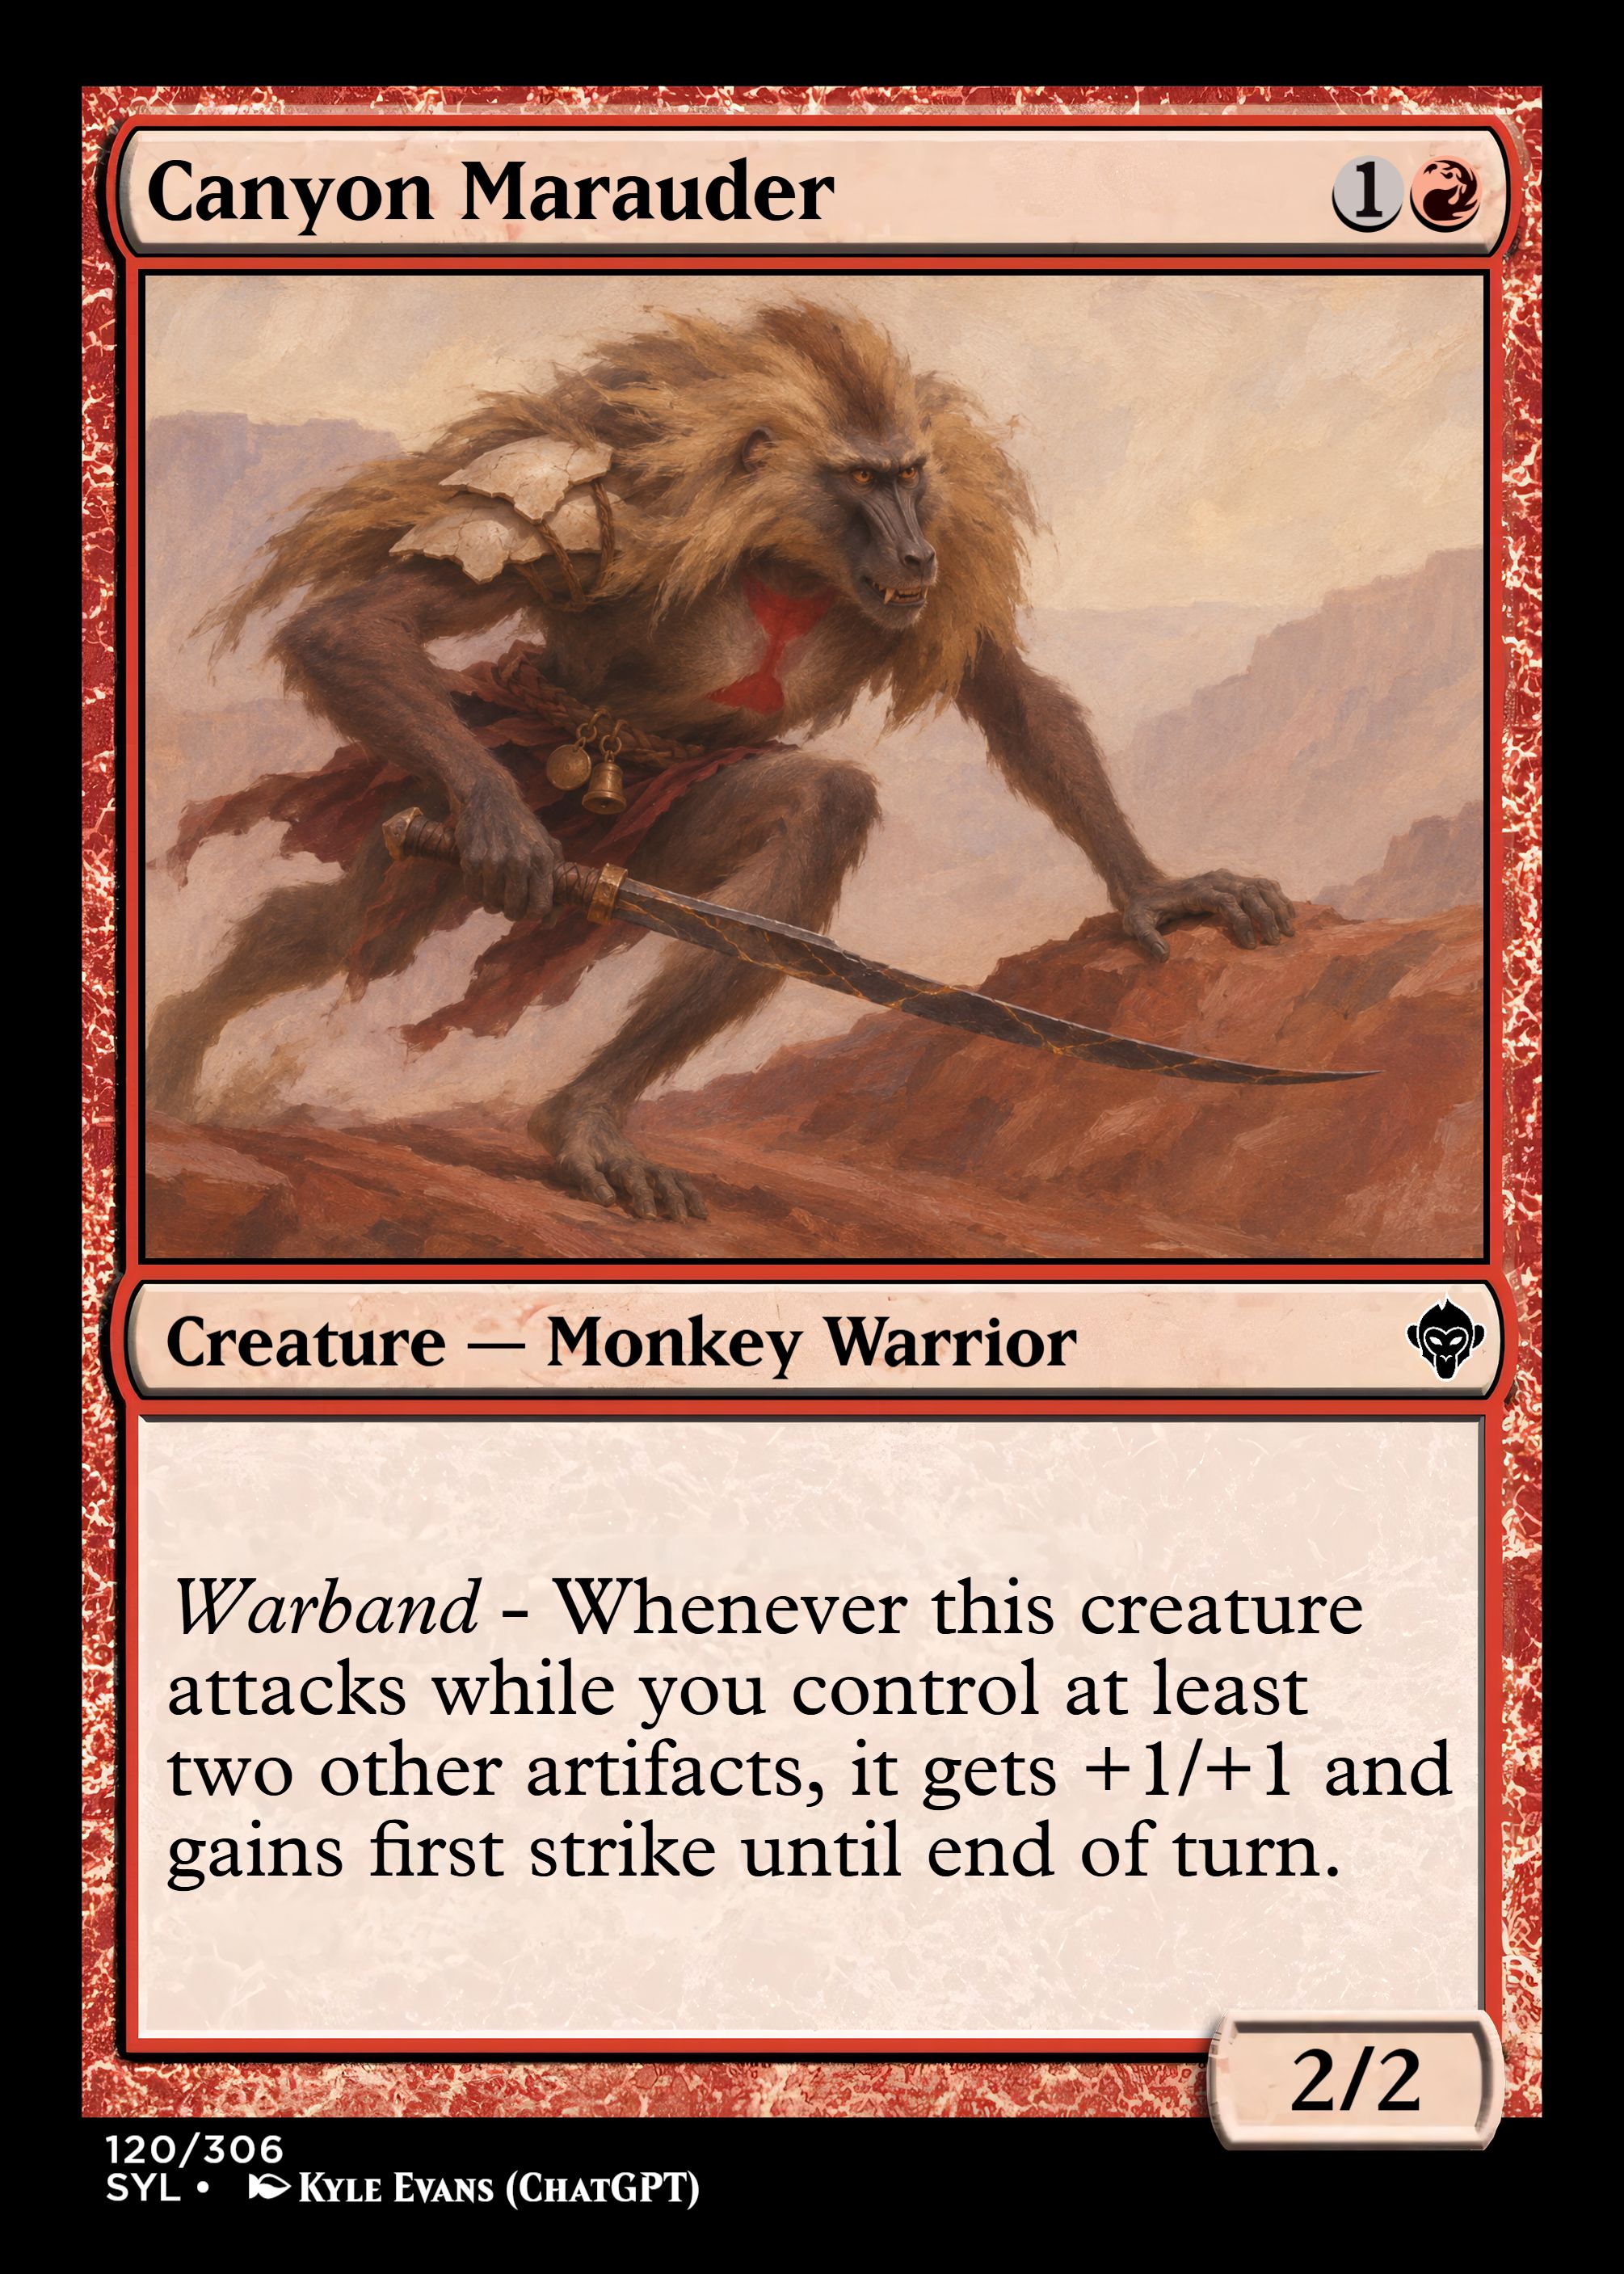 Canyon Marauder 1
Creature — Monkey Warrior
Warband - Whenever this creature
attacks while you control at least
two other artifacts, it gets +1/+1 and
gains first strike until end of turn.
2/2
120/306
SYL • Kyle Evans (ChatGPT)